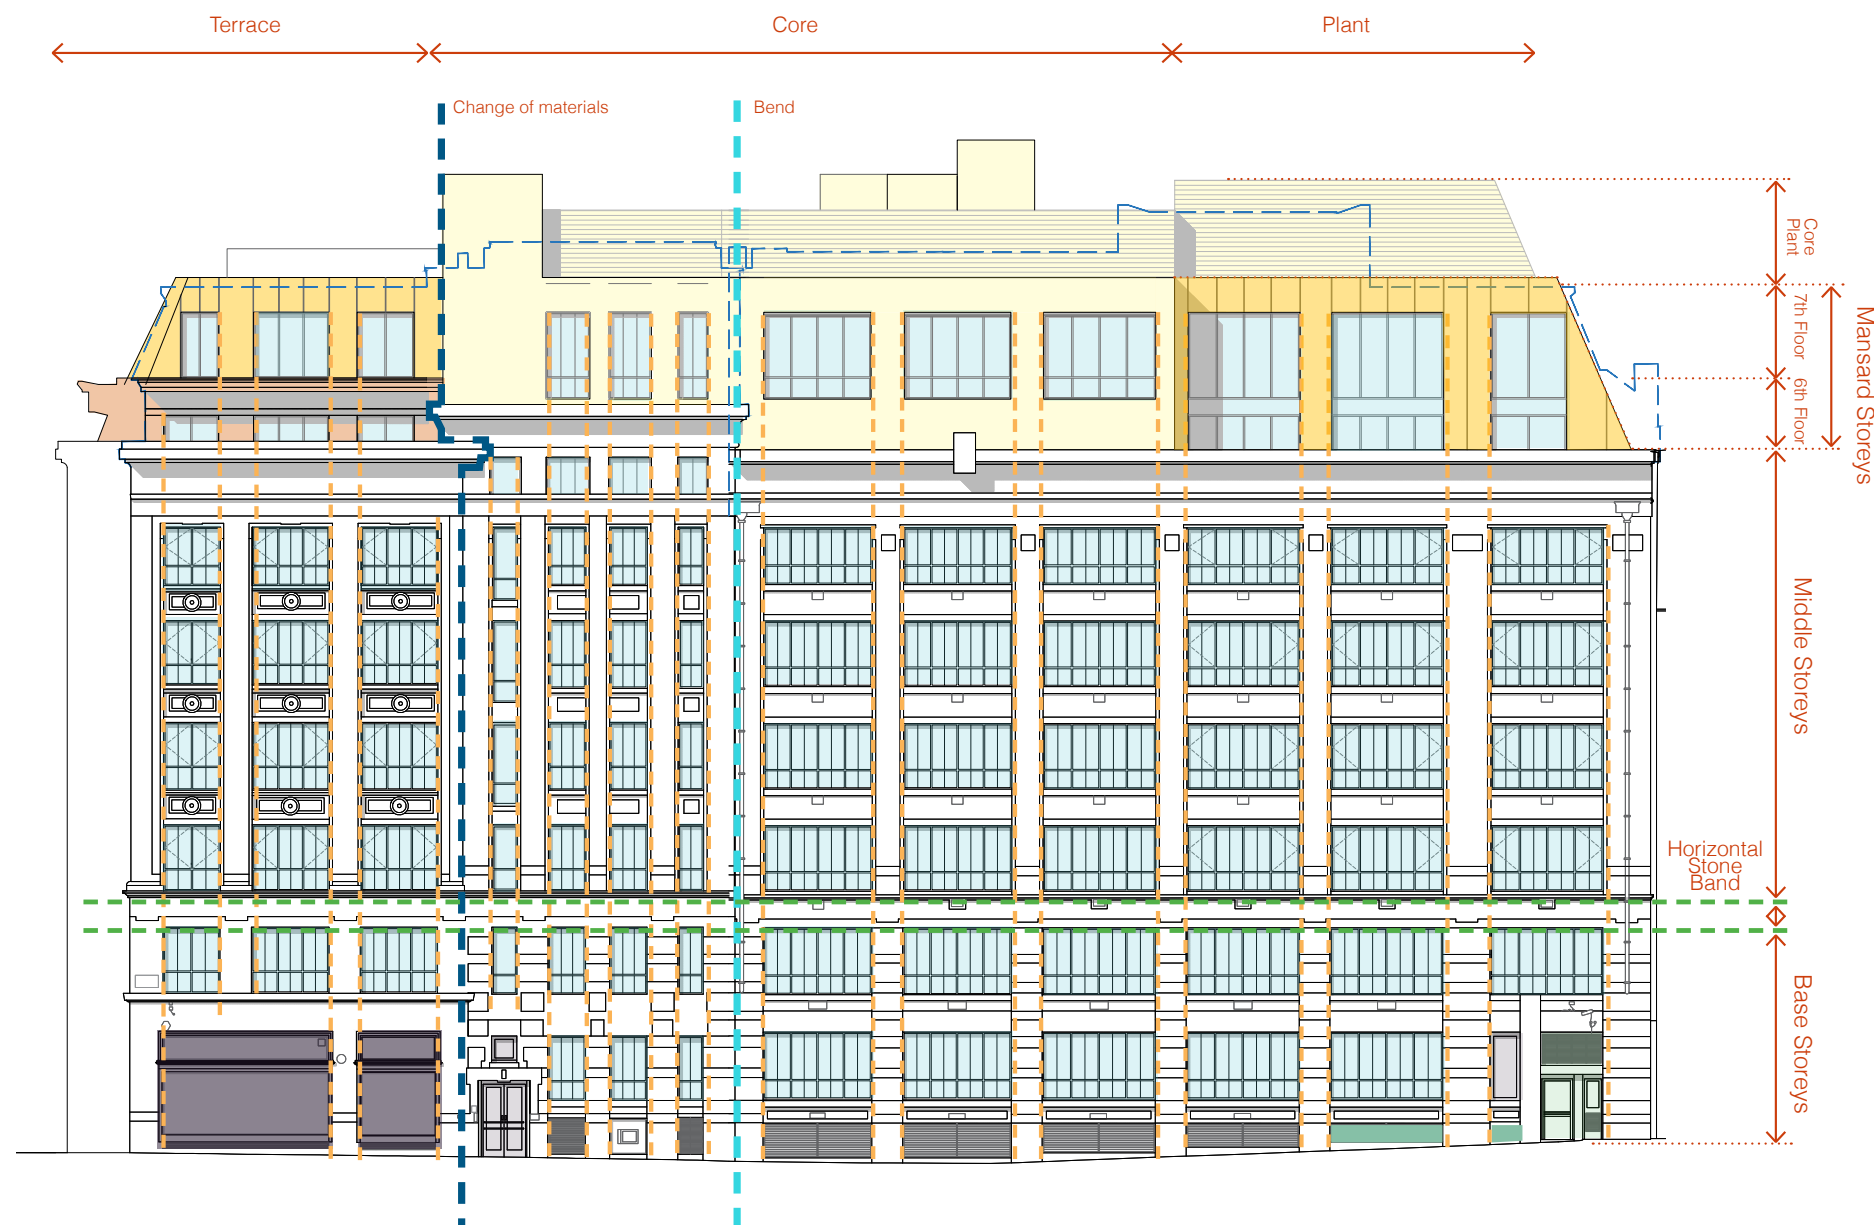 Terrace
Core
Plant
Change of materials
Bend
Core
Plant
7th Floor
6th Floor
Mansard Storeys
Middle Storeys
Horizontal
Stone
Band
Base Storeys